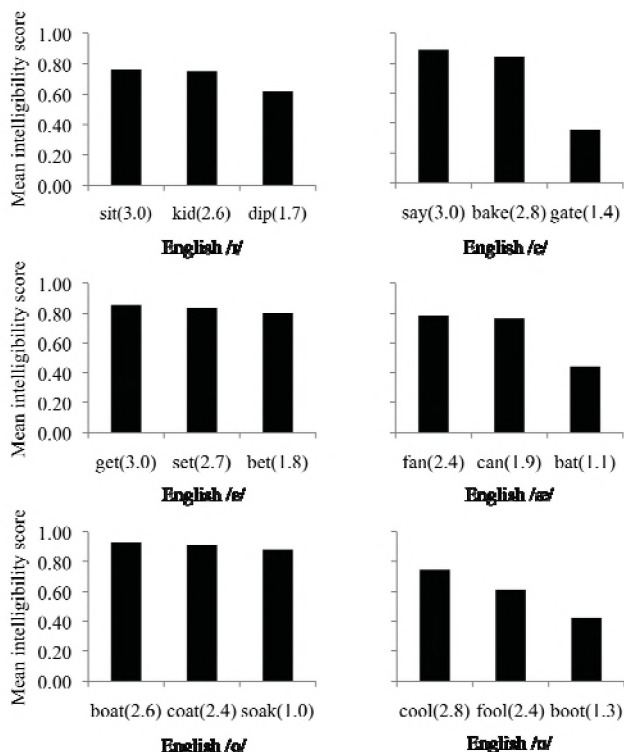 Mean intelligibility score
1.00
0.80
0.60
0.40
0.20
0.00
sit(3.0) kid(2.6) dip(1.7)
English /ɪ/
say(3.0) bake(2.8) gate(1.4)
English /e/
Mean intelligibility score
1.00
0.80
0.60
0.40
0.20
0.00
get(3.0) set(2.7) bet(1.8)
English /ɛ/
fan(2.4) can(1.9) bat(1.1)
English /æ/
Mean intelligibility score
1.00
0.80
0.60
0.40
0.20
0.00
boat(2.6) coat(2.4) soak(1.0)
English /o/
cool(2.8) fool(2.4) boot(1.3)
English /u/